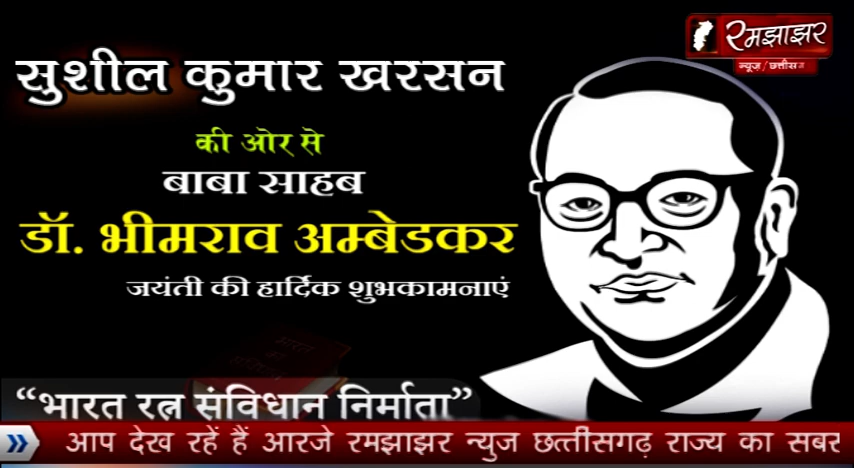 रमझाझर
न्यूज़ / छत्तीस
सुशील कुमार खरसन
की ओर से
बाबा साहब
डॉ. भीमराव अम्बेडकर
जयंती की हार्दिक शुभकामनाएं
भारत
का
संविधान
“भारत रत्न संविधान निर्माता”
आप देख रहें हैं आरजे रमझाझर न्युज छत्तीसगढ़ राज्य का सबर